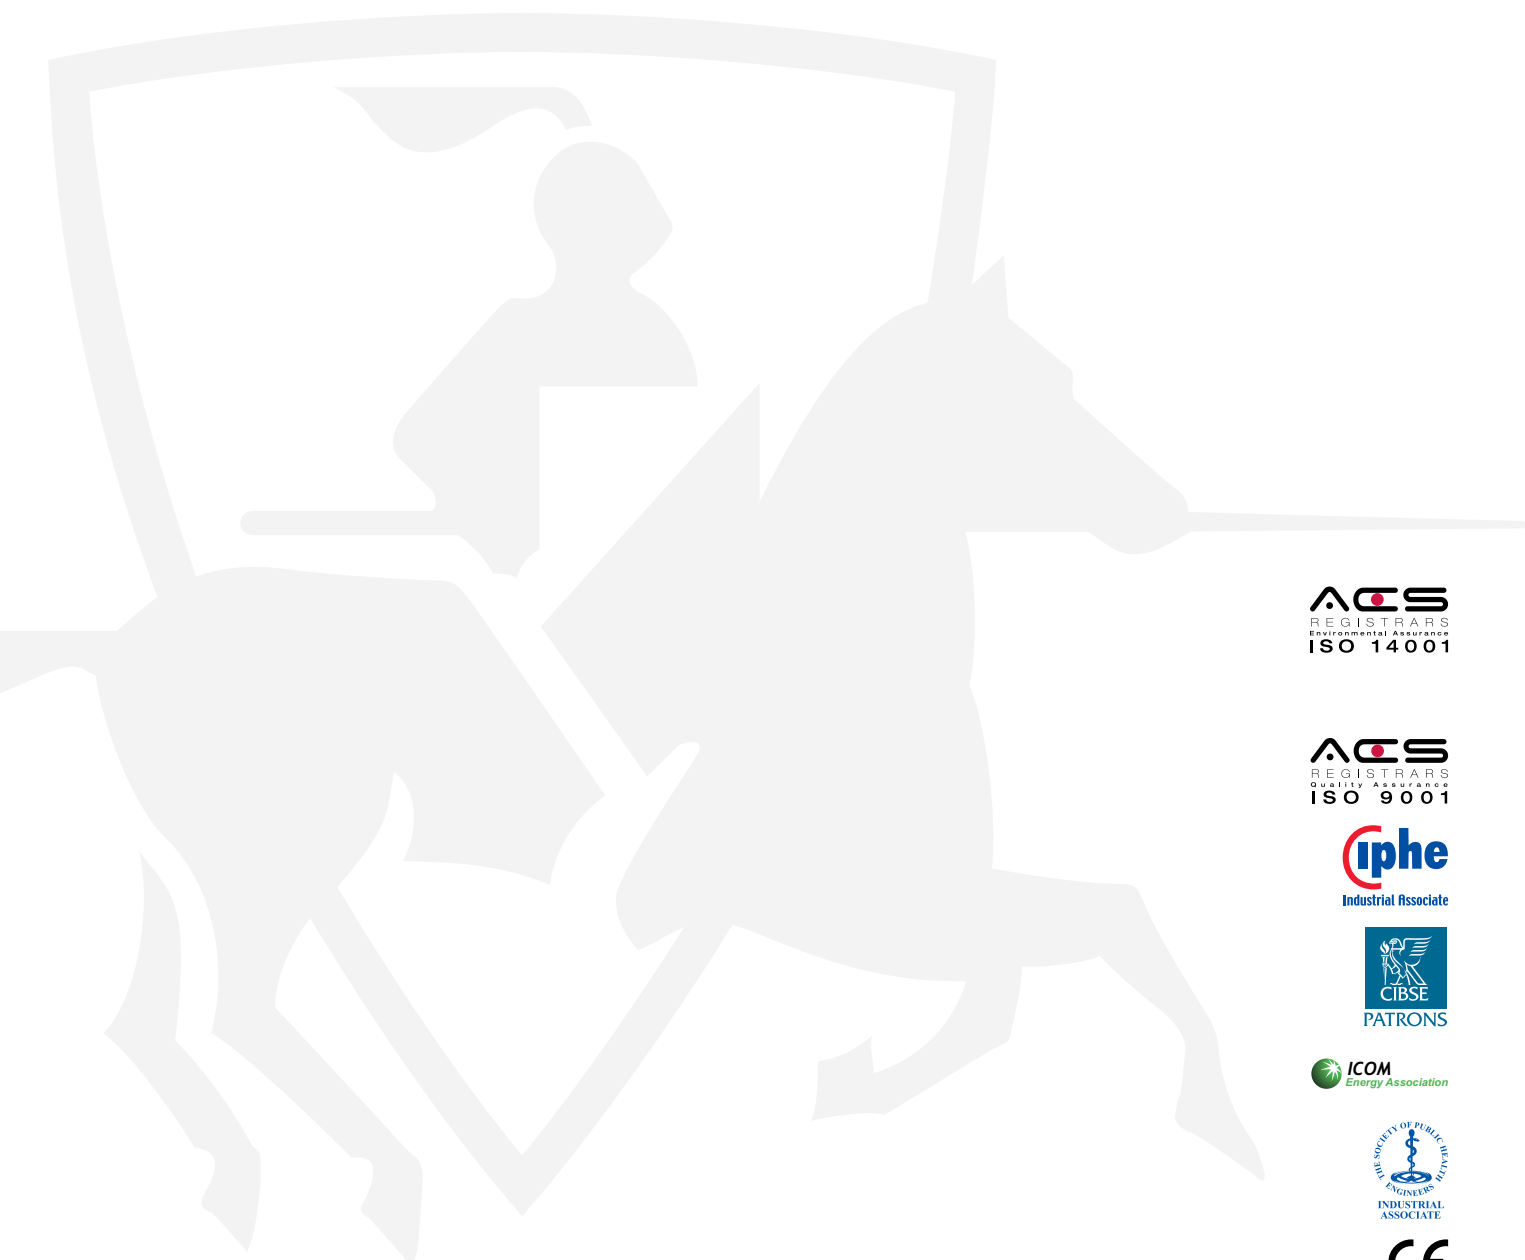 ACS
REGISTRARS
Environmental Assurance
ISO 14001
ACS
REGISTRARS
Quality Assurance
ISO 9001
Ciphe
Industrial Associate
CIBSE
PATRONS
ICOM
Energy Association
THE SOCIETY OF PUBLIC HEALTH
ENGINEERS
INDUSTRIAL
ASSOCIATE
CE